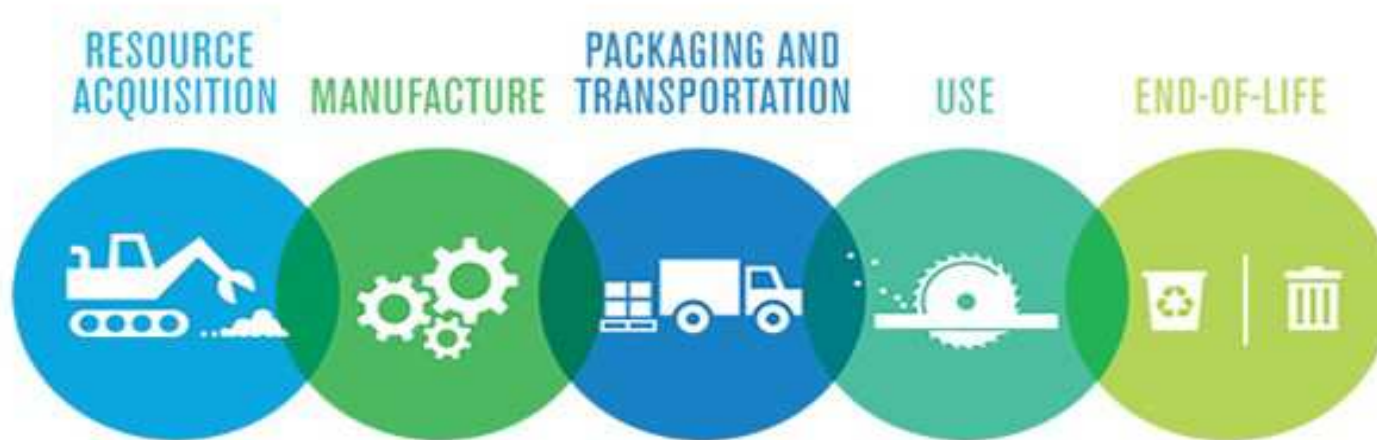 RESOURCE
ACQUISITION
MANUFACTURE
PACKAGING AND
TRANSPORTATION
USE
END-OF-LIFE